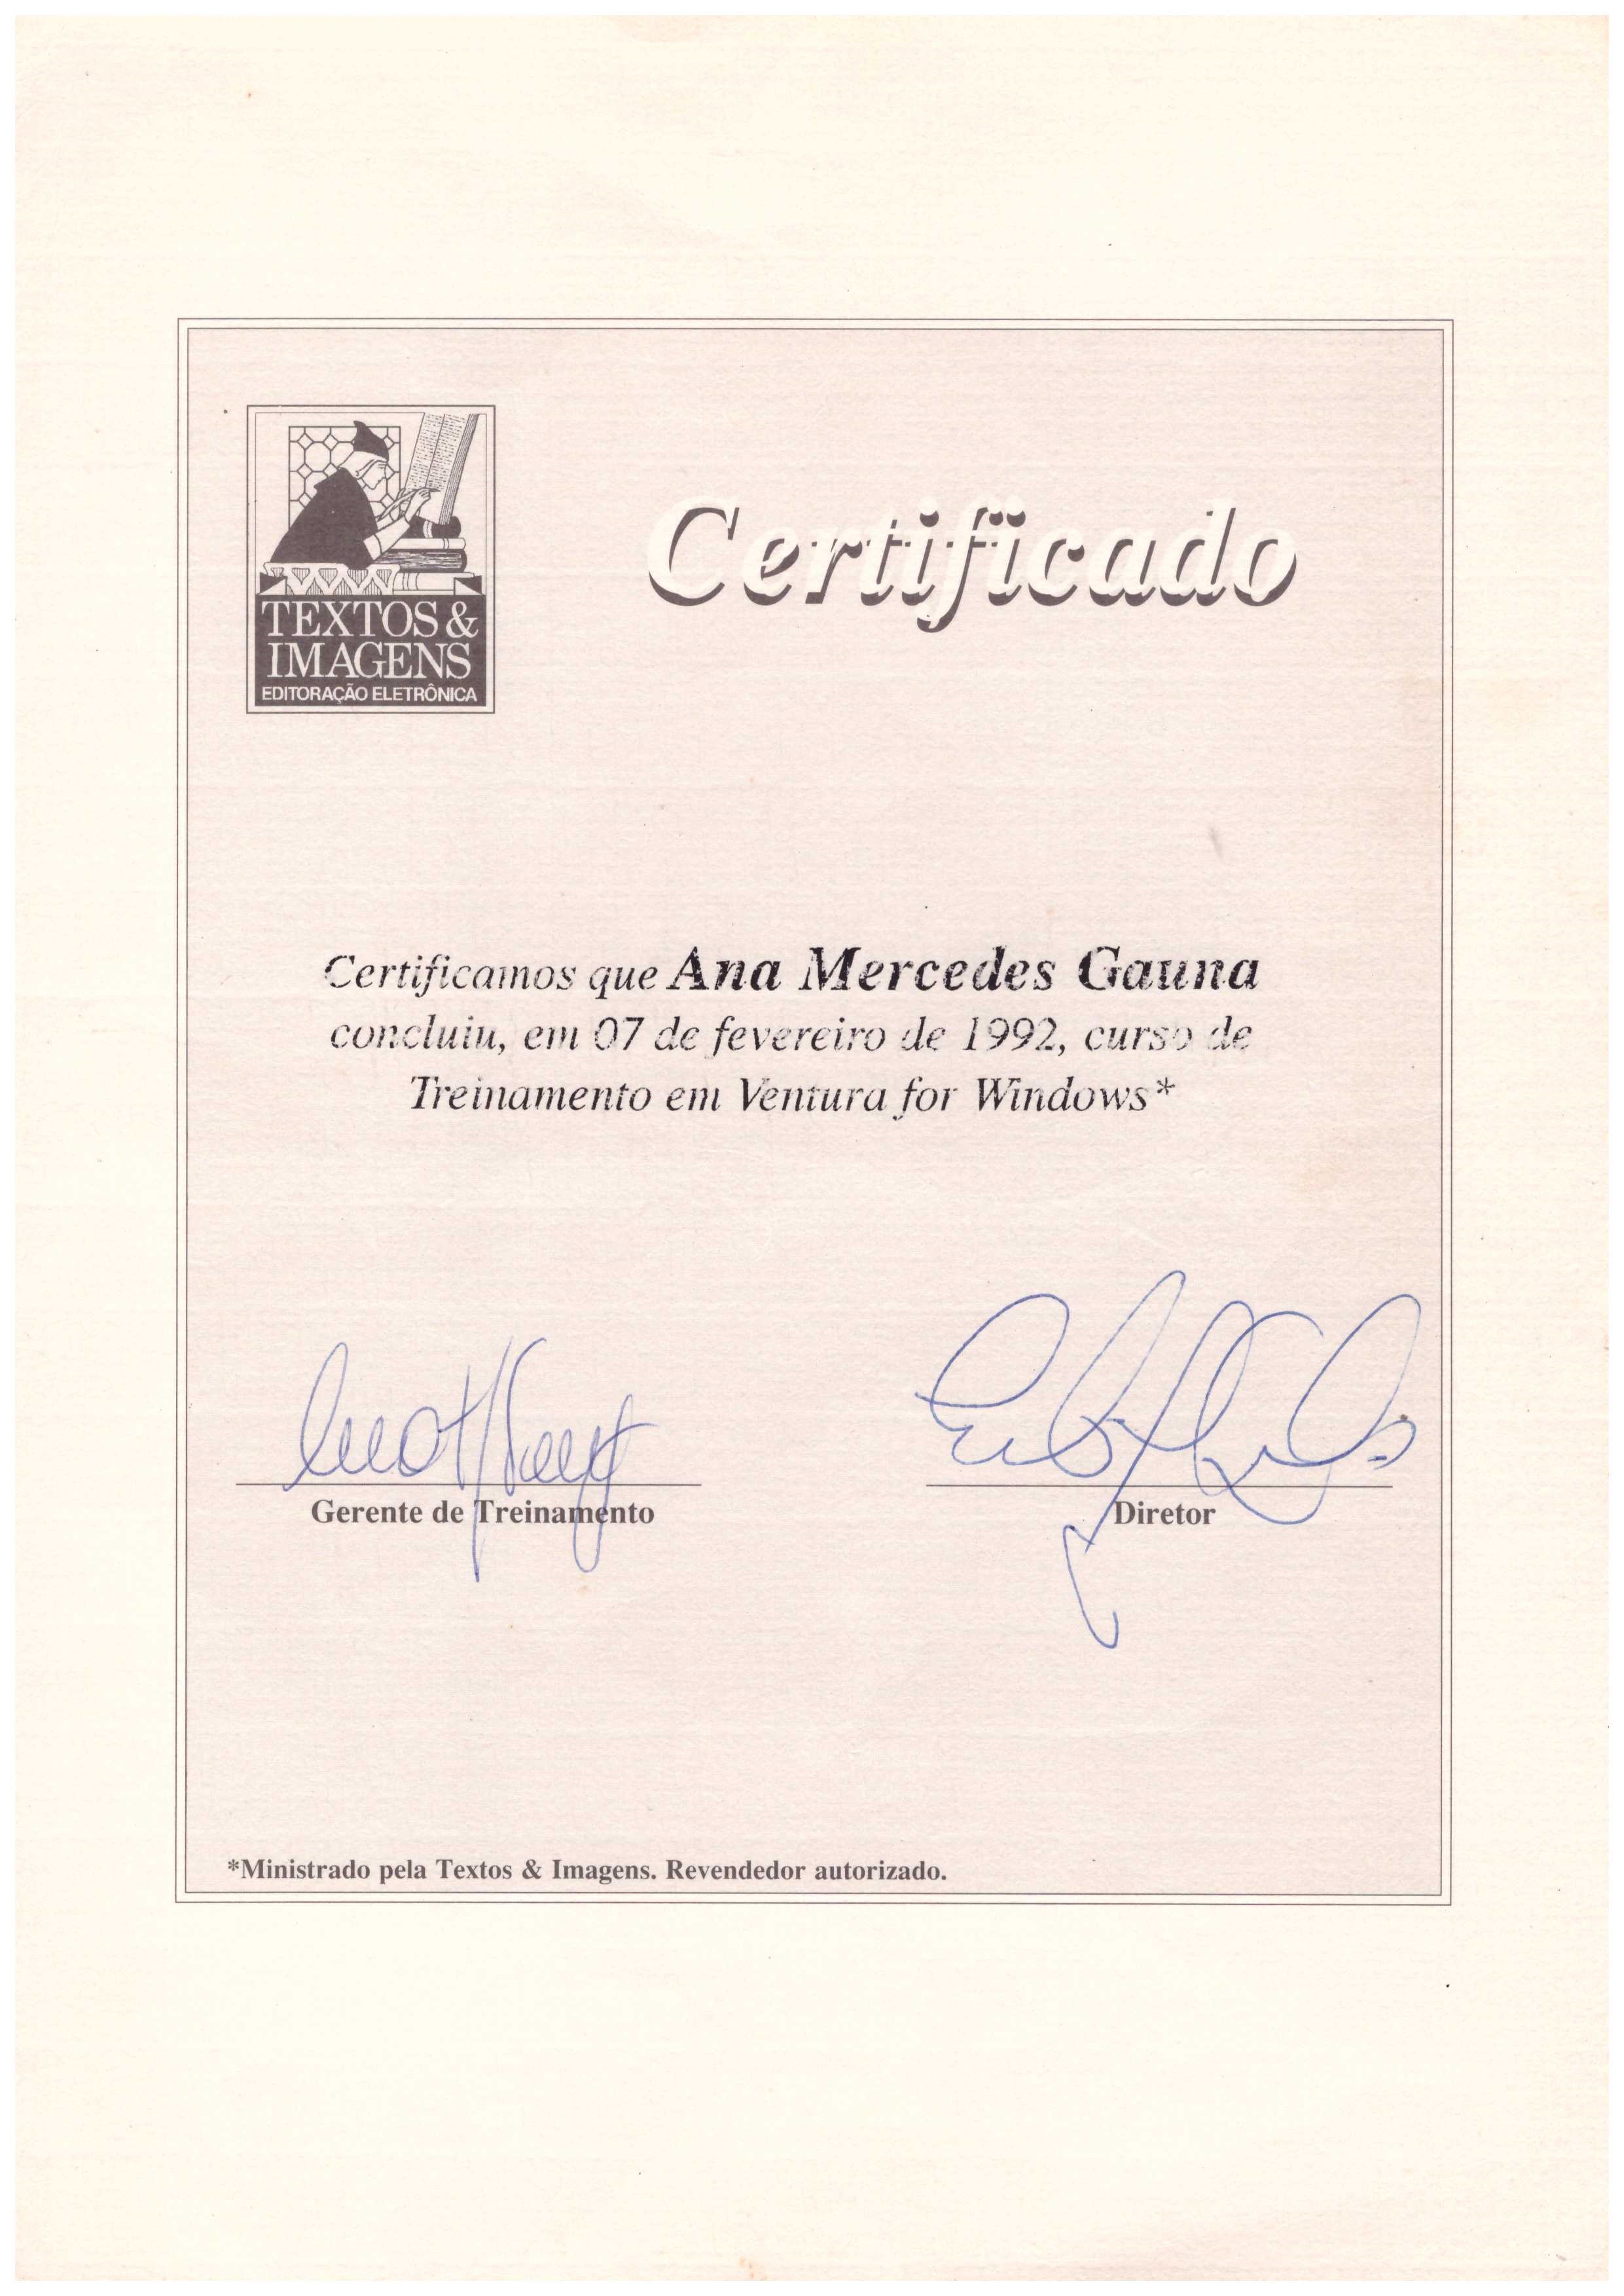 TEXTOS &
IMAGENS
EDITORAÇÃO ELETRÔNICA
Certificado
Certificamos que Ana Mercedes Gauna
concluiu, em 07 de fevereiro de 1992, curso de
Treinamento em Ventura for Windows*
Gerente de Treinamento
Diretor
*Ministrado pela Textos & Imagens. Revendedor autorizado.